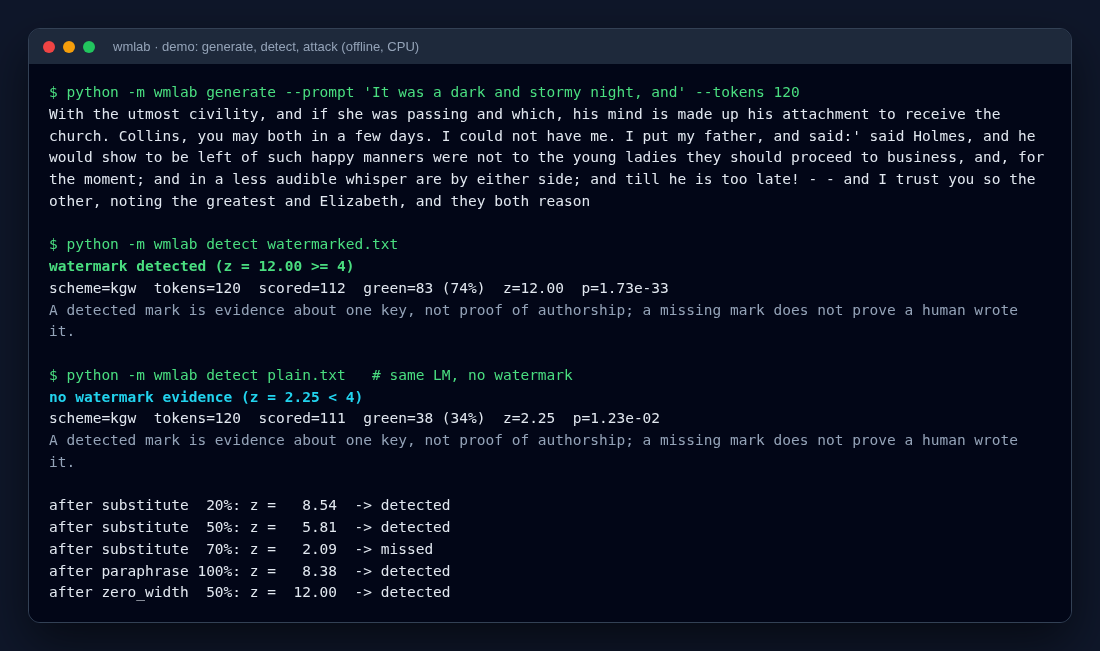 wmlab · demo: generate, detect, attack (offline, CPU)
$ python -m wmlab generate --prompt 'It was a dark and stormy night, and' --tokens 120
With the utmost civility, and if she was passing and which, his mind is made up his attachment to receive the
church. Collins, you may both in a few days. I could not have me. I put my father, and said:' said Holmes, and he
would show to be left of such happy manners were not to the young ladies they should proceed to business, and, for
the moment; and in a less audible whisper are by either side; and till he is too late! - - and I trust you so the
other, noting the greatest and Elizabeth, and they both reason
$ python -m wmlab detect watermarked.txt
watermark detected (z = 12.00 >= 4)
scheme=kgw  tokens=120  scored=112  green=83 (74%)  z=12.00  p=1.73e-33
A detected mark is evidence about one key, not proof of authorship; a missing mark does not prove a human wrote
it.
$ python -m wmlab detect plain.txt   # same LM, no watermark
no watermark evidence (z = 2.25 < 4)
scheme=kgw  tokens=120  scored=111  green=38 (34%)  z=2.25  p=1.23e-02
A detected mark is evidence about one key, not proof of authorship; a missing mark does not prove a human wrote
it.
after substitute  20%: z =   8.54  -> detected
after substitute  50%: z =   5.81  -> detected
after substitute  70%: z =   2.09  -> missed
after paraphrase 100%: z =   8.38  -> detected
after zero_width  50%: z =  12.00  -> detected